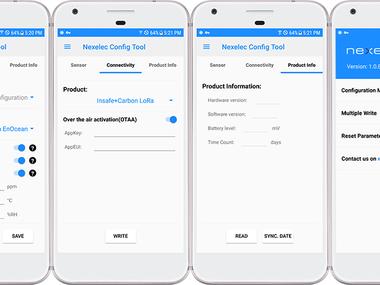 64% 5:20 PM
Product Info
nfiguration
EnOcean
ppm
°C
%RH
SAVE
64% 5:21 PM
Nexelec Config Tool
Sensor
Connectivity
Product Info
Product:
Insafe+Carbon LoRa
Over the air activation(OTAA)
AppKey:
AppEUI:
WRITE
64% 5:21 PM
Nexelec Config Tool
Sensor
Connectivity
Product Info
Product Information:
Hardware version:
Software version:
Battery level:
mV
Time Count:
days
READ
SYNC. DATE
nexe
Version: 1.0.
Configuration M
Multiple Write
Reset Paramete
Contact us on